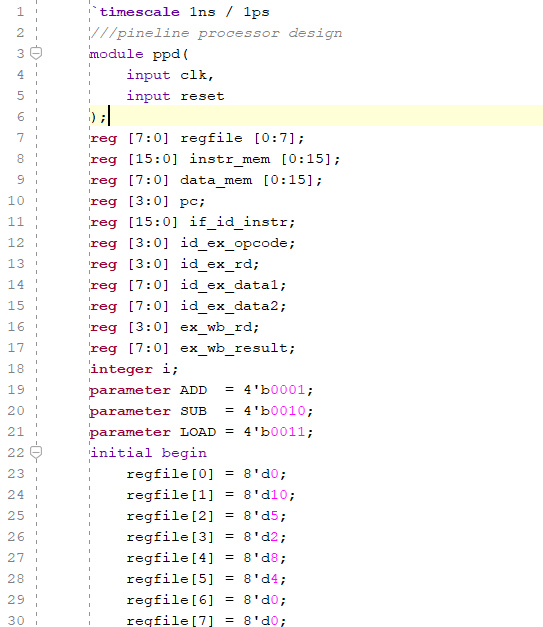 1 `timescale 1ns / 1ps
2 ///pineline processor design
3 module ppd(
4     input clk,
5     input reset
6 );
7 reg [7:0] regfile [0:7];
8 reg [15:0] instr_mem [0:15];
9 reg [7:0] data_mem [0:15];
10 reg [3:0] pc;
11 reg [15:0] if_id_instr;
12 reg [3:0] id_ex_opcode;
13 reg [3:0] id_ex_rd;
14 reg [7:0] id_ex_data1;
15 reg [7:0] id_ex_data2;
16 reg [3:0] ex_wb_rd;
17 reg [7:0] ex_wb_result;
18 integer i;
19 parameter ADD  = 4'b0001;
20 parameter SUB  = 4'b0010;
21 parameter LOAD = 4'b0011;
22 initial begin
23     regfile[0] = 8'd0;
24     regfile[1] = 8'd10;
25     regfile[2] = 8'd5;
26     regfile[3] = 8'd2;
27     regfile[4] = 8'd8;
28     regfile[5] = 8'd4;
29     regfile[6] = 8'd0;
30     regfile[7] = 8'd0;